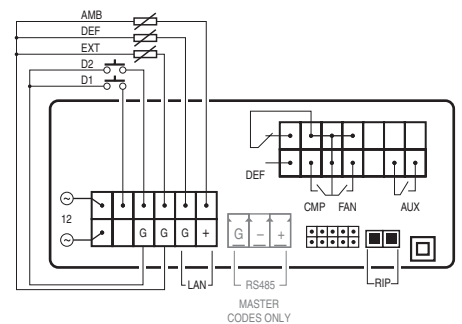 AMB
DEF
EXT
D2
D1
DEF
CMP FAN AUX
12
G G G +
G − +
LAN RS485 RIP
MASTER
CODES ONLY